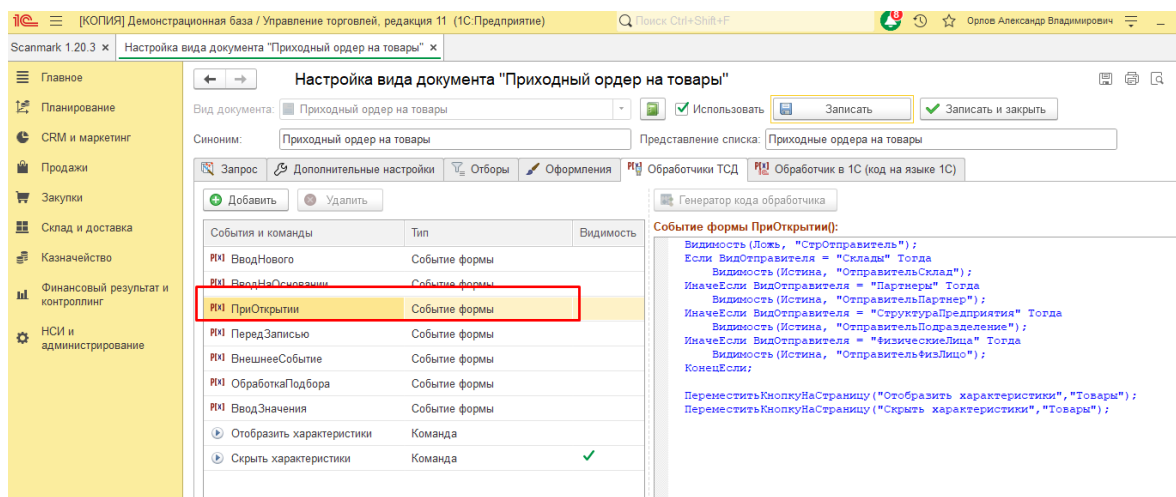 1С [КОПИЯ] Демонстрационная база / Управление торговлей, редакция 11 (1С:Предприятие) Поиск Ctrl+Shift+F 8 Орлов Александр Владимирович
Scanmark 1.20.3 × Настройка вида документа "Приходный ордер на товары" ×
Главное
Планирование
CRM и маркетинг
Продажи
Закупки
Склад и доставка
Казначейство
Финансовый результат и
контроллинг
НСИ и
администрирование
Настройка вида документа "Приходный ордер на товары"
Вид документа: Приходный ордер на товары Использовать Записать Записать и закрыть
Синоним: Приходный ордер на товары Представление списка: Приходные ордера на товары
Запрос Дополнительные настройки Отборы Оформления Обработчики ТСД Обработчик в 1С (код на языке 1С)
Добавить Удалить Генератор кода обработчика
События и команды Тип Видимость
ВводНового Событие формы
ВводНаОсновании Событие формы
ПриОткрытии Событие формы
ПередЗаписью Событие формы
ВнешнееСобытие Событие формы
ОбработкаПодбора Событие формы
ВводЗначения Событие формы
Отобразить характеристики Команда
Скрыть характеристики Команда
Событие формы ПриОткрытии():
Видимость(Ложь, "СтрОтправитель");
Если ВидОтправителя = "Склады" Тогда
Видимость(Истина, "ОтправительСклад");
ИначеЕсли ВидОтправителя = "Партнеры" Тогда
Видимость(Истина, "ОтправительПартнер");
ИначеЕсли ВидОтправителя = "СтруктураПредприятия" Тогда
Видимость(Истина, "ОтправительПодразделение");
ИначеЕсли ВидОтправителя = "ФизическиеЛица" Тогда
Видимость(Истина, "ОтправительФизЛицо");
КонецЕсли;
ПереместитьКнопкуНаСтраницу("Отобразить характеристики","Товары");
ПереместитьКнопкуНаСтраницу("Скрыть характеристики","Товары");